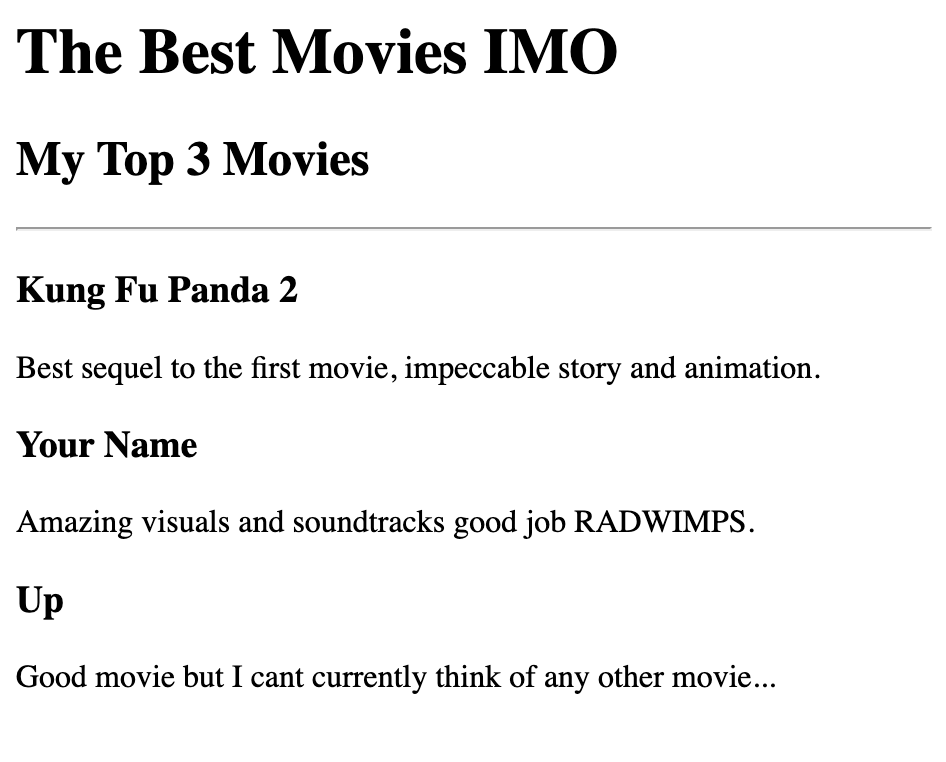 The Best Movies IMO
My Top 3 Movies
Kung Fu Panda 2
Best sequel to the first movie, impeccable story and animation.
Your Name
Amazing visuals and soundtracks good job RADWIMPS.
Up
Good movie but I cant currently think of any other movie...